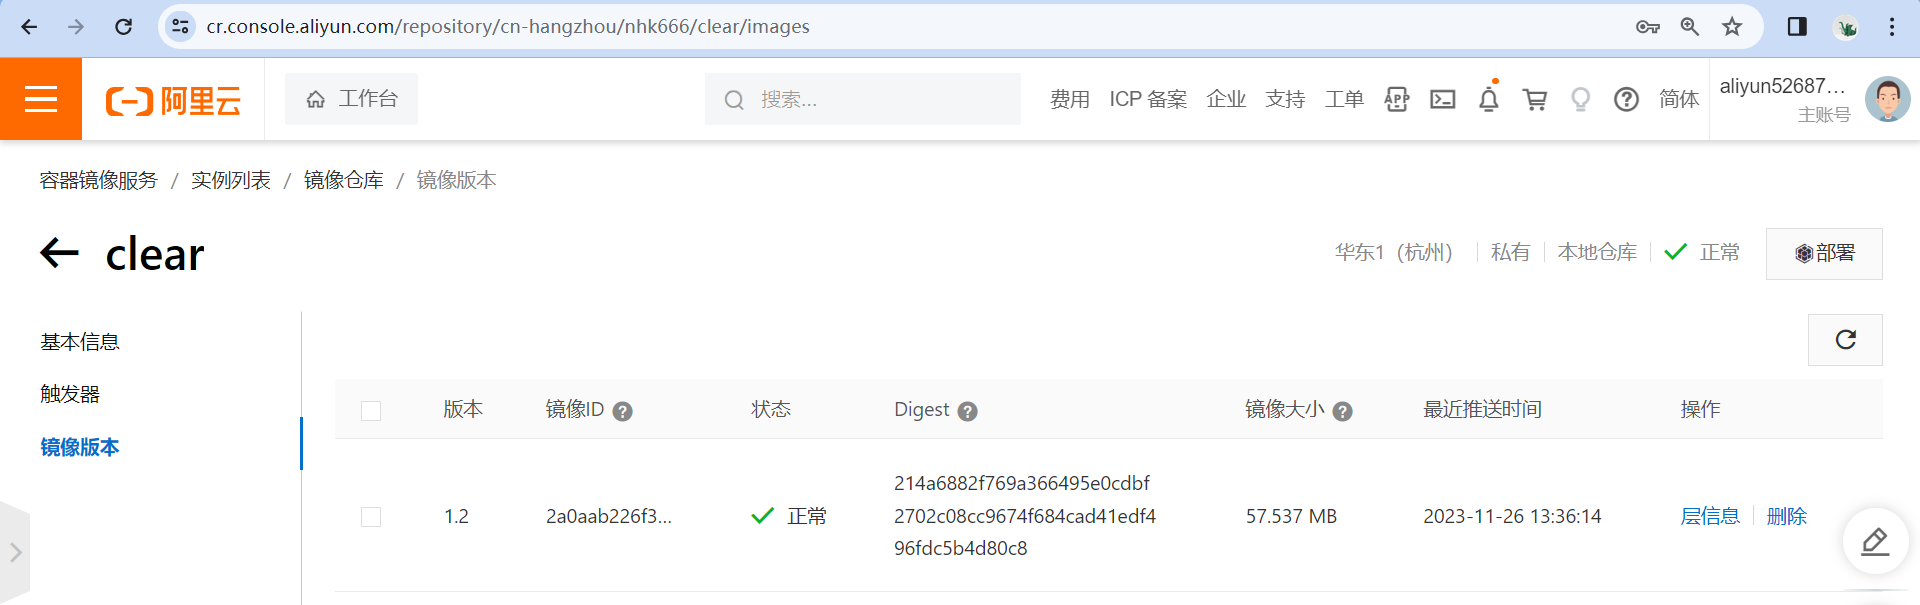 cr.console.aliyun.com/repository/cn-hangzhou/nhk666/clear/images
阿里云 工作台 搜索... 费用 ICP 备案 企业 支持 工单 APP 简体 aliyun52687...
主账号
容器镜像服务 / 实例列表 / 镜像仓库 / 镜像版本
clear 华东1（杭州） 私有 本地仓库 正常 部署
基本信息
触发器
镜像版本
版本 镜像ID 状态 Digest 镜像大小 最近推送时间 操作
1.2 2a0aab226f3... 正常 214a6882f769a366495e0cdbf
2702c08cc9674f684cad41edf4
96fdc5b4d80c8 57.537 MB 2023-11-26 13:36:14 层信息 删除